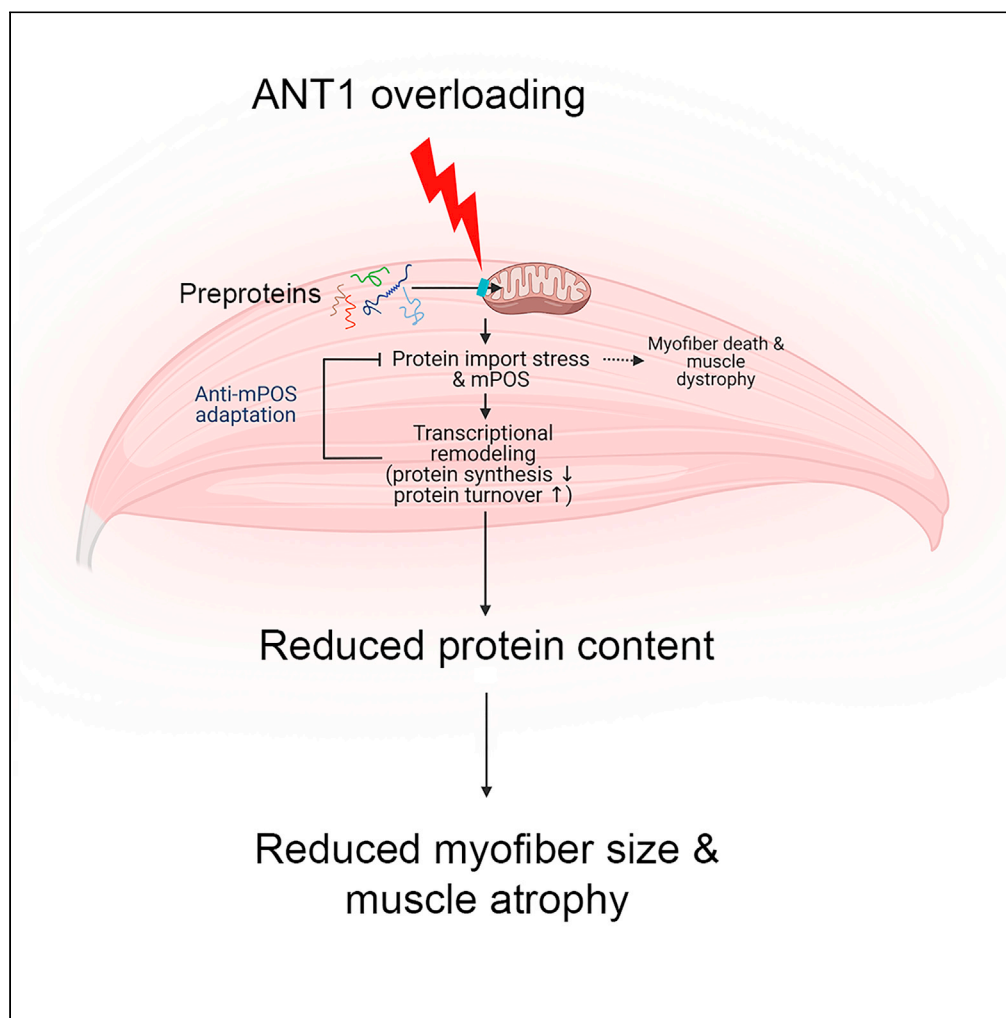 ANT1 overloading
Preproteins
Protein import stress
& mPOS
Myofiber death &
muscle
dystrophy
Anti-mPOS
adaptation
Transcriptional
remodeling
(protein synthesis ↓
protein turnover ↑)
Reduced protein content
Reduced myofiber size &
muscle atrophy